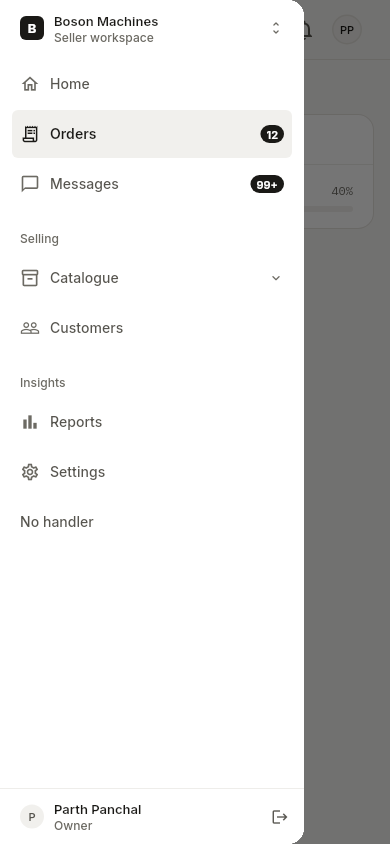 B
Boson Machines
Seller workspace
PP
Home
Orders
12
Messages
99+
40%
Selling
Catalogue
Customers
Insights
Reports
Settings
No handler
P
Parth Panchal
Owner